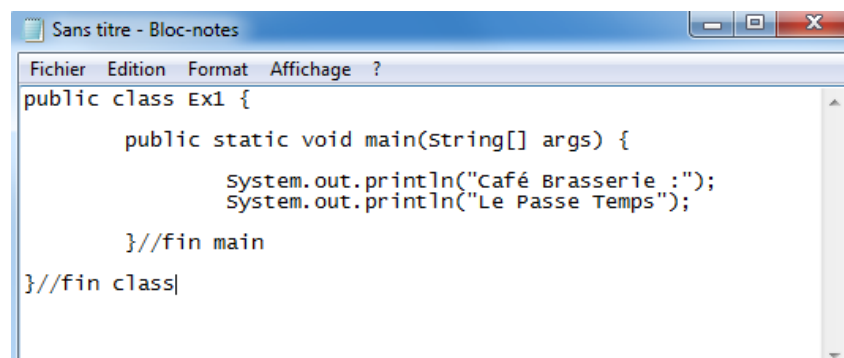 Sans titre - Bloc-notes
Fichier Edition Format Affichage ?
public class Ex1 {
public static void main(String[] args) {
System.out.println("Café Brasserie :");
System.out.println("Le Passe Temps");
}//fin main
}//fin class